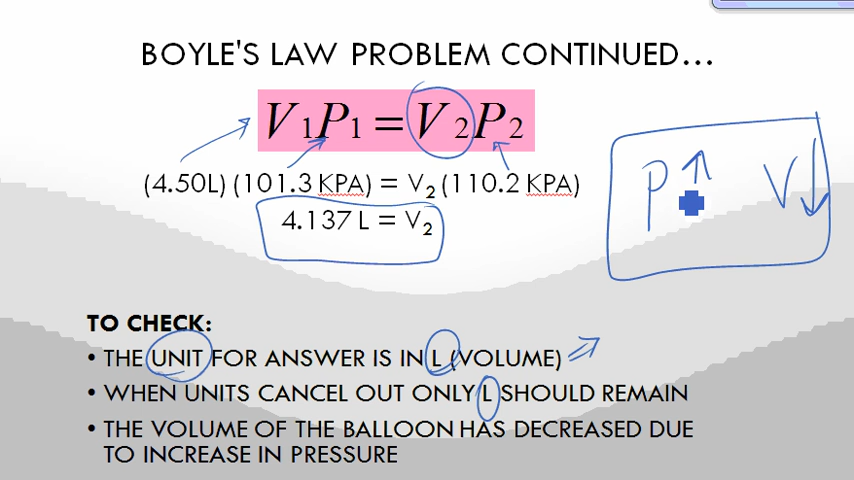 BOYLE'S LAW PROBLEM CONTINUED...
V₁P₁ = V₂P₂
(4.50L) (101.3 KPA) = V₂ (110.2 KPA)
4.137 L = V₂
P ↑ V ↓
TO CHECK:
• THE UNIT FOR ANSWER IS IN L (VOLUME)
• WHEN UNITS CANCEL OUT ONLY L SHOULD REMAIN
• THE VOLUME OF THE BALLOON HAS DECREASED DUE
TO INCREASE IN PRESSURE